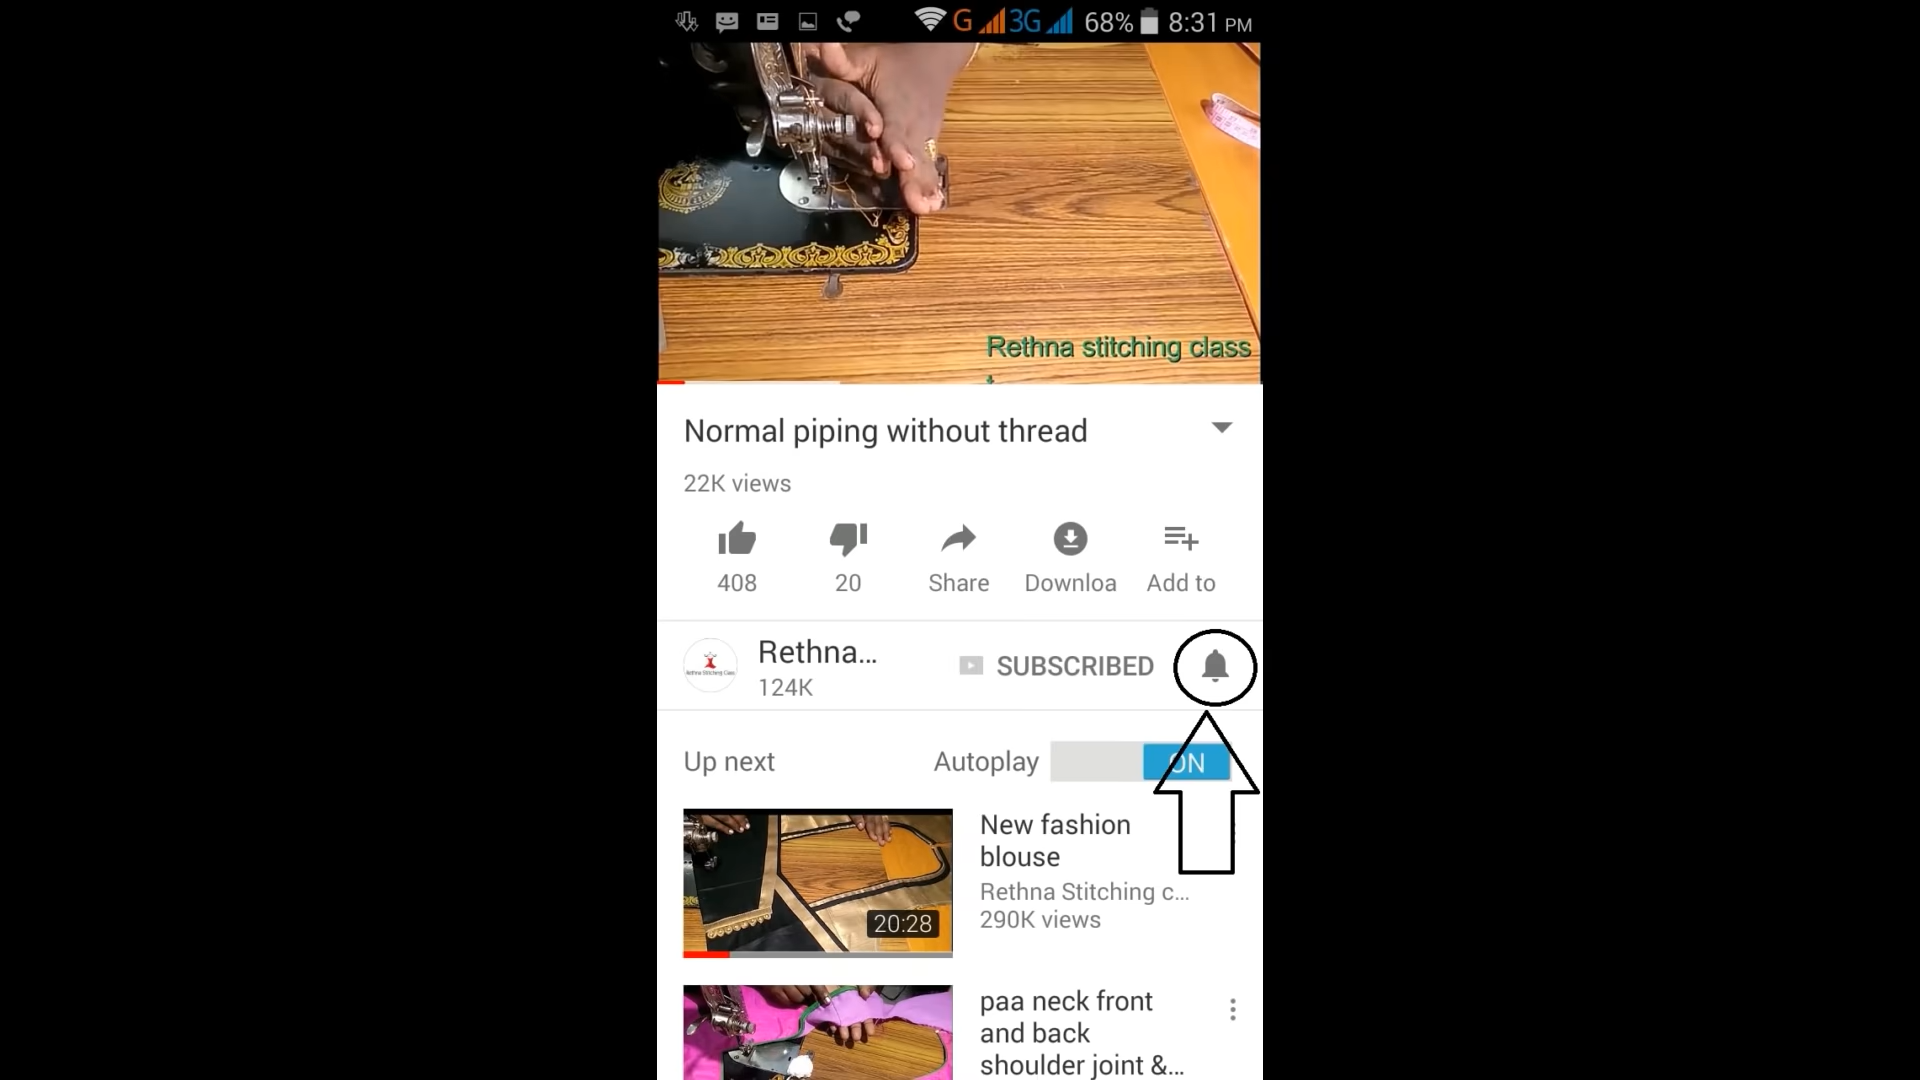 G 3G 68% 8:31 PM
Rethna stitching class
t
Normal piping without thread
22K views
408 20 Share Downloa Add to
Rethna...
124K
SUBSCRIBED
Up next Autoplay ON
20:28
New fashion
blouse
Rethna Stitching c...
290K views
paa neck front
and back
shoulder joint &...